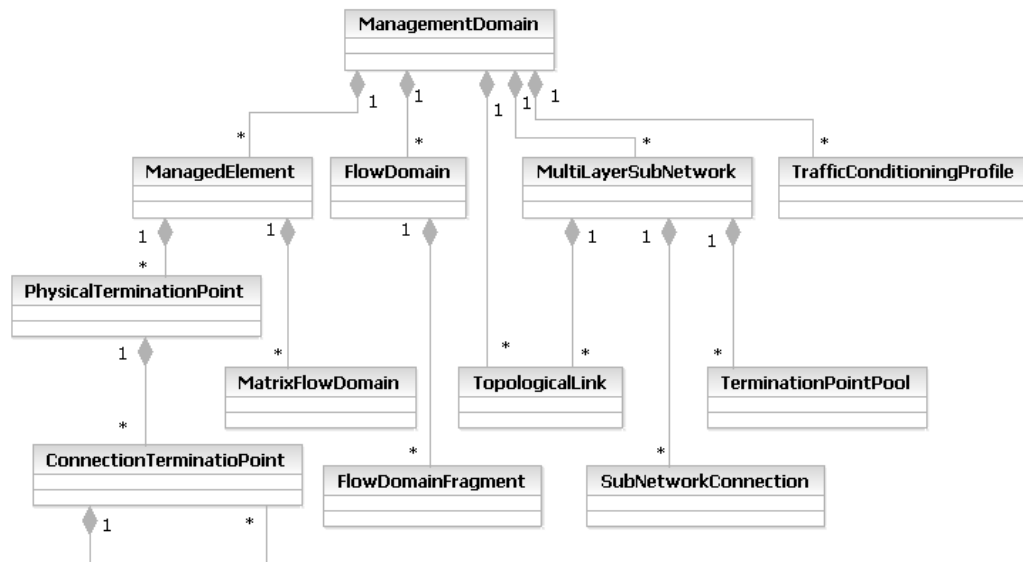 ManagementDomain
1
1
1
1
1
*
*
*
*
ManagedElement
FlowDomain
MultiLayerSubNetwork
TrafficConditioningProfile
1
1
1
1
1
1
*
PhysicalTerminationPoint
1
*
*
*
*
MatrixFlowDomain
TopologicalLink
TerminationPointPool
*
*
*
ConnectionTerminatioPoint
FlowDomainFragment
SubNetworkConnection
1
*